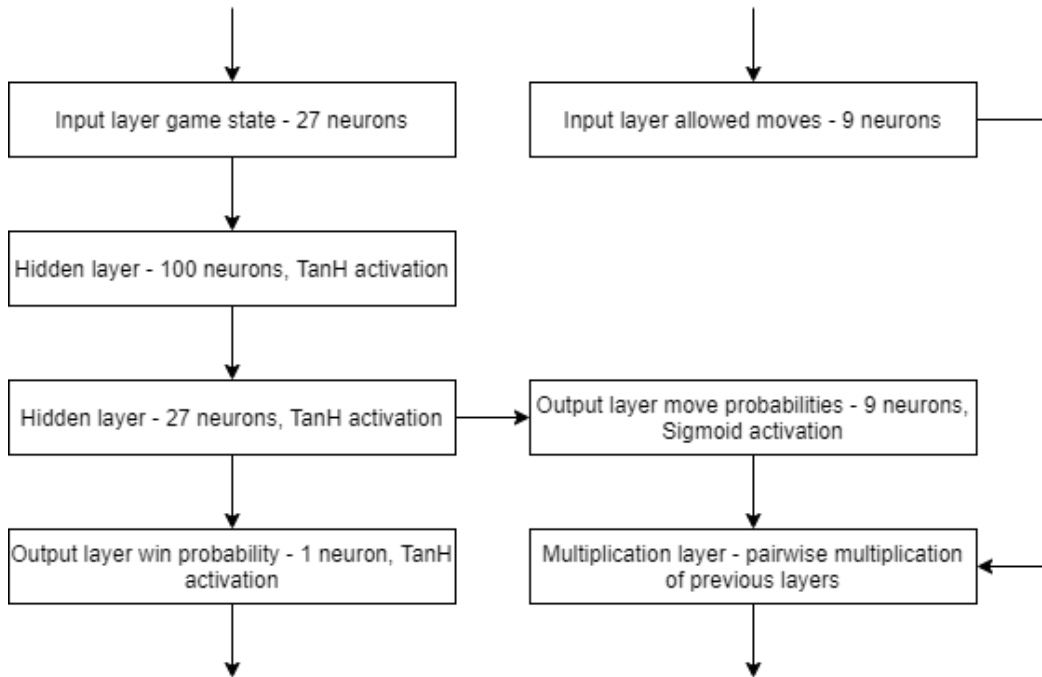 Input layer game state - 27 neurons
Input layer allowed moves - 9 neurons
Hidden layer - 100 neurons, TanH activation
Hidden layer - 27 neurons, TanH activation
Output layer move probabilities - 9 neurons,
Sigmoid activation
Output layer win probability - 1 neuron, TanH
activation
Multiplication layer - pairwise multiplication
of previous layers